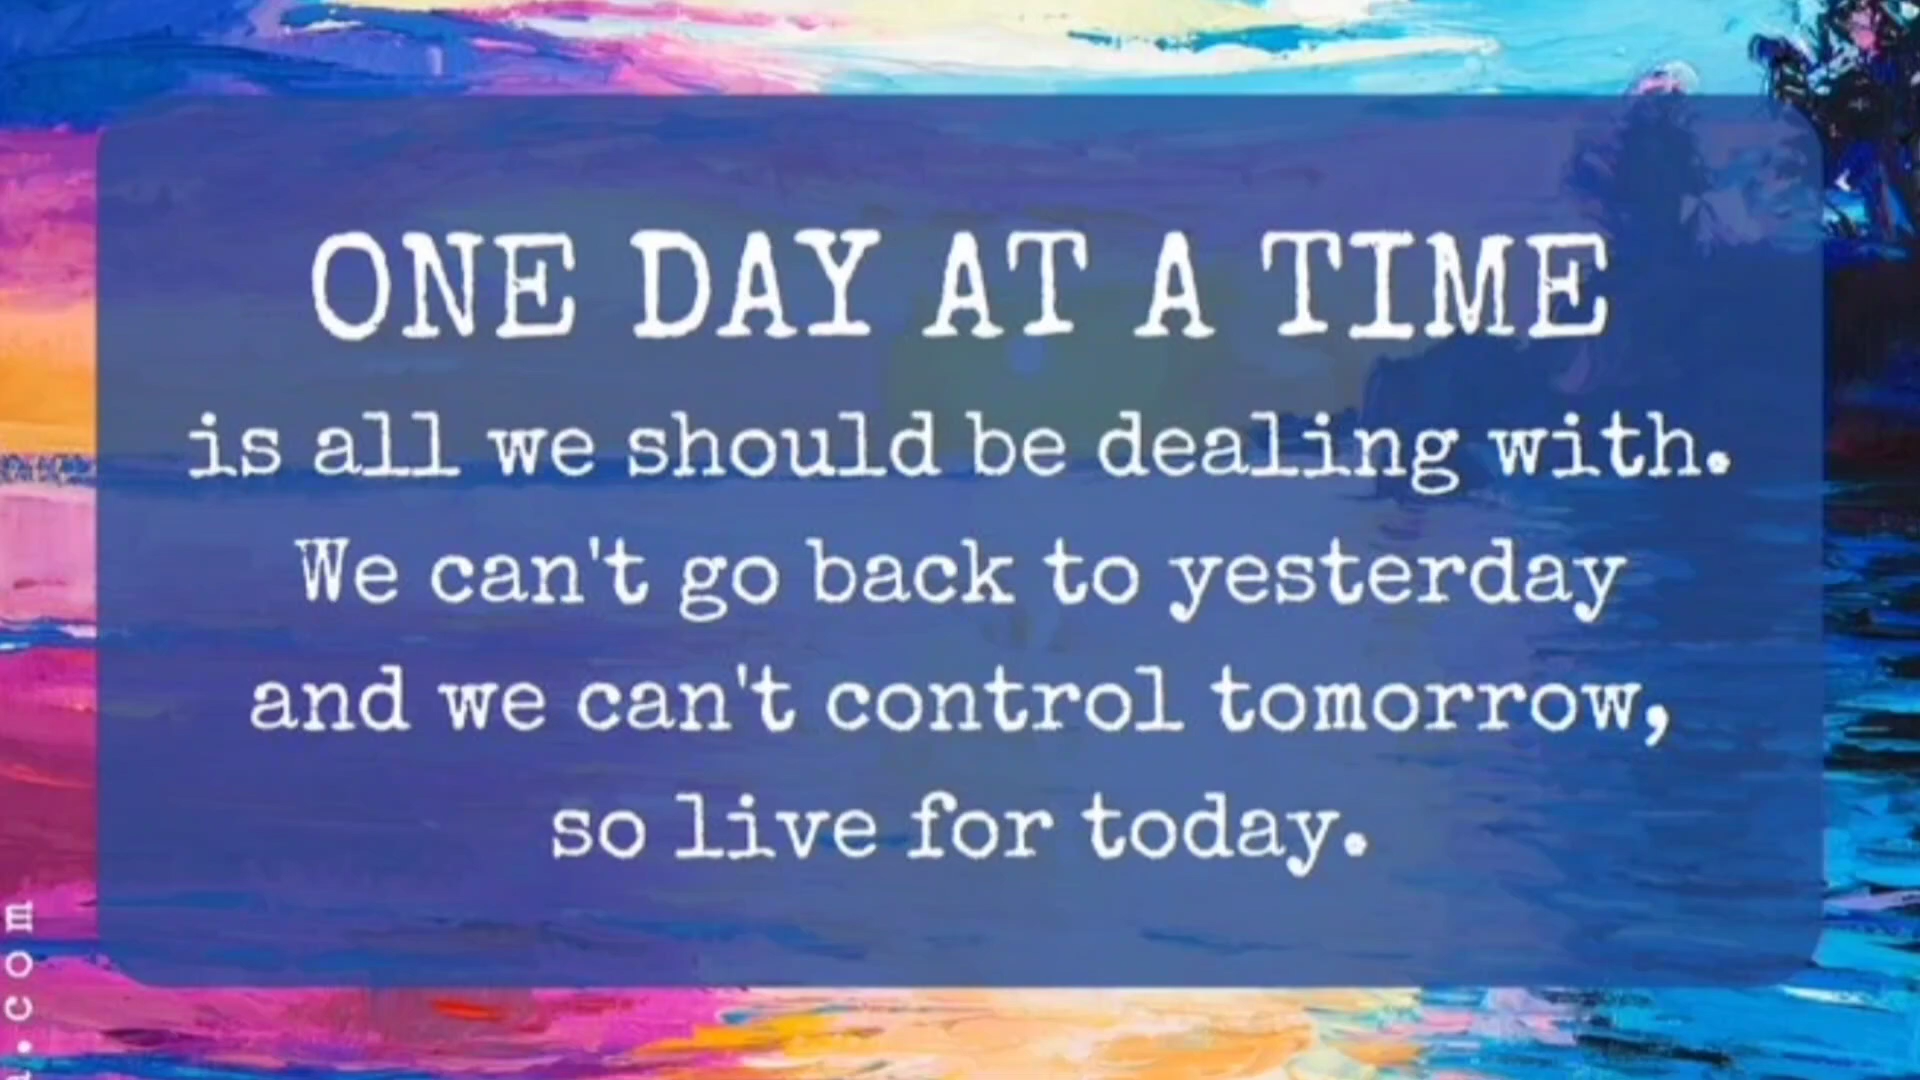 ONE DAY AT A TIME
is all we should be dealing with.
We can't go back to yesterday
and we can't control tomorrow,
so live for today.
.com